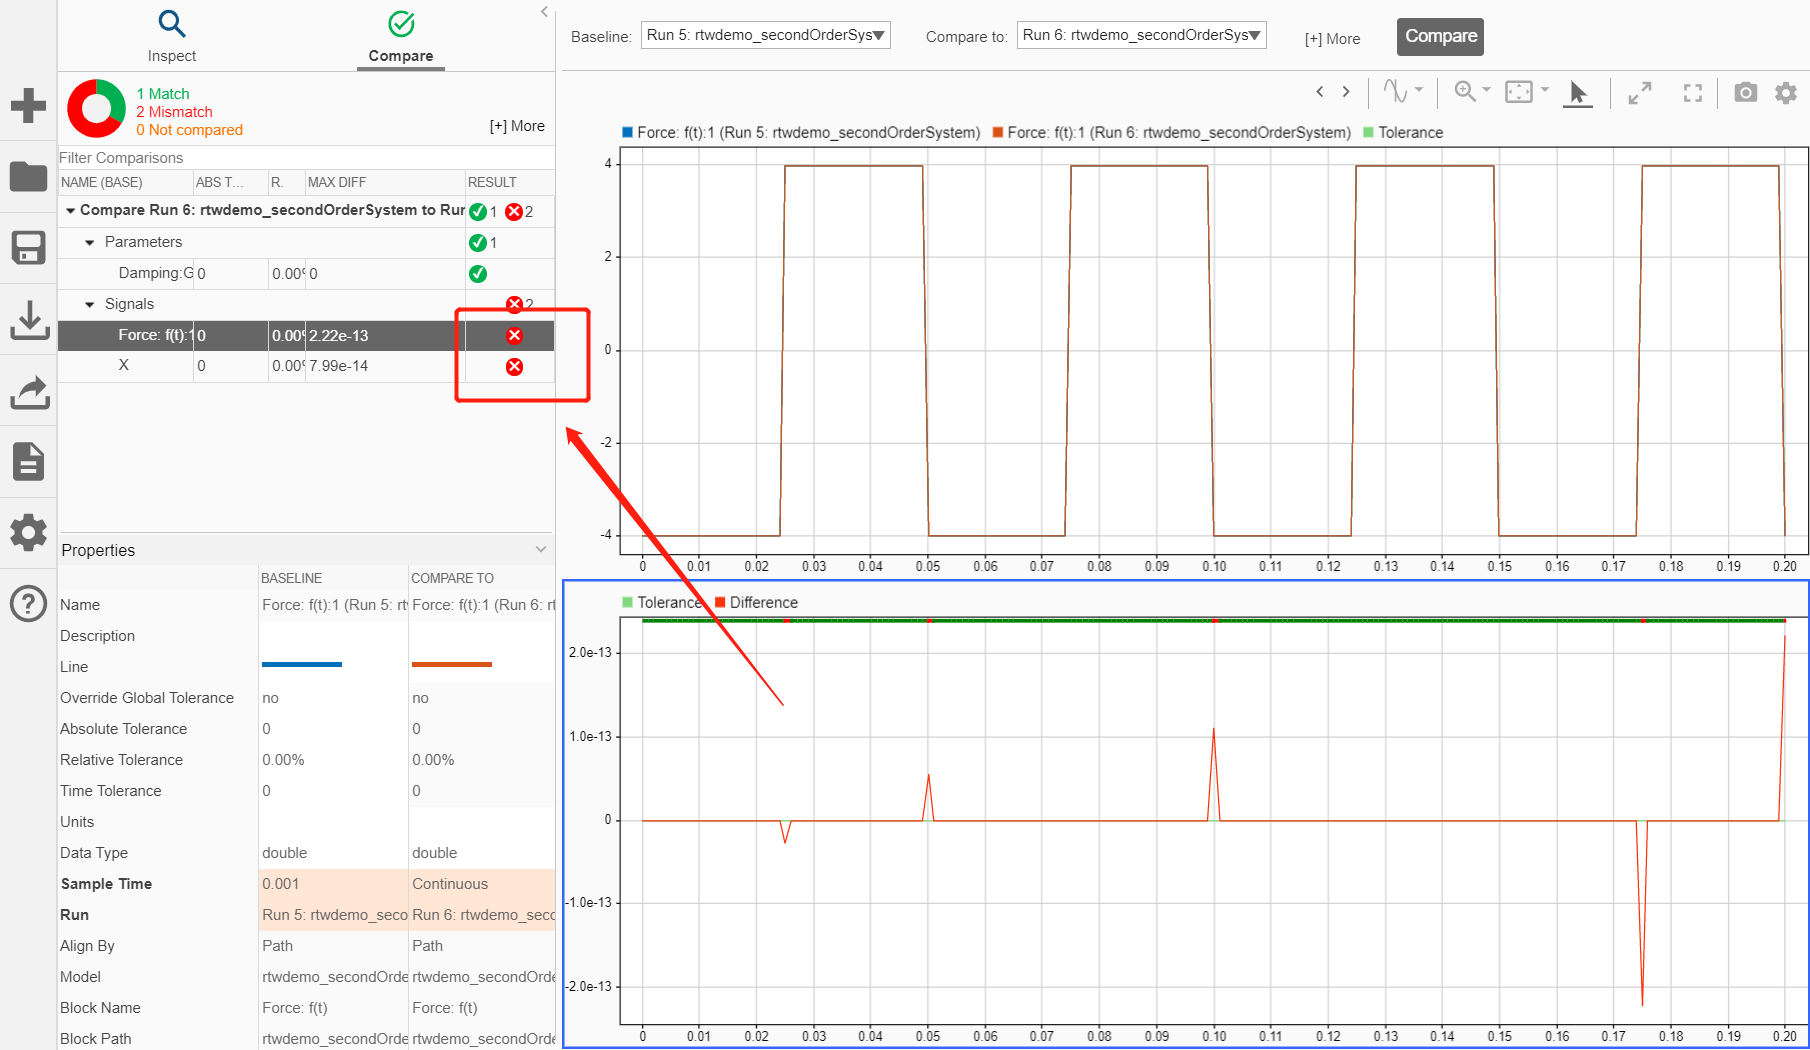 Inspect
Compare
Baseline:
Run 5: rtwdemo_secondOrderSys
Compare to:
Run 6: rtwdemo_secondOrderSys
[+] More
Compare
1 Match
2 Mismatch
0 Not compared
[+] More
Filter Comparisons
NAME (BASE) ABS T... R. MAX DIFF RESULT
Compare Run 6: rtwdemo_secondOrderSystem to Rur 1 2
Parameters 1
Damping:G 0 0.00% 0
Signals 2
Force: f(t):1 0 0.00% 2.22e-13
X 0 0.00% 7.99e-14
Properties
BASELINE COMPARE TO
Name Force: f(t):1 (Run 5: rt Force: f(t):1 (Run 6: rt
Description
Line
Override Global Tolerance no no
Absolute Tolerance 0 0
Relative Tolerance 0.00% 0.00%
Time Tolerance 0 0
Units
Data Type double double
Sample Time 0.001 Continuous
Run Run 5: rtwdemo_seco Run 6: rtwdemo_seco
Align By Path Path
Model rtwdemo_secondOrde rtwdemo_secondOrde
Block Name Force: f(t) Force: f(t)
Block Path rtwdemo_secondOrde rtwdemo_secondOrde
Force: f(t):1 (Run 5: rtwdemo_secondOrderSystem) Force: f(t):1 (Run 6: rtwdemo_secondOrderSystem) Tolerance
4
2
0
-2
-4
0 0.01 0.02 0.03 0.04 0.05 0.06 0.07 0.08 0.09 0.10 0.11 0.12 0.13 0.14 0.15 0.16 0.17 0.18 0.19 0.20
Tolerance Difference
2.0e-13
1.0e-13
0
-1.0e-13
-2.0e-13
0 0.01 0.02 0.03 0.04 0.05 0.06 0.07 0.08 0.09 0.10 0.11 0.12 0.13 0.14 0.15 0.16 0.17 0.18 0.19 0.20